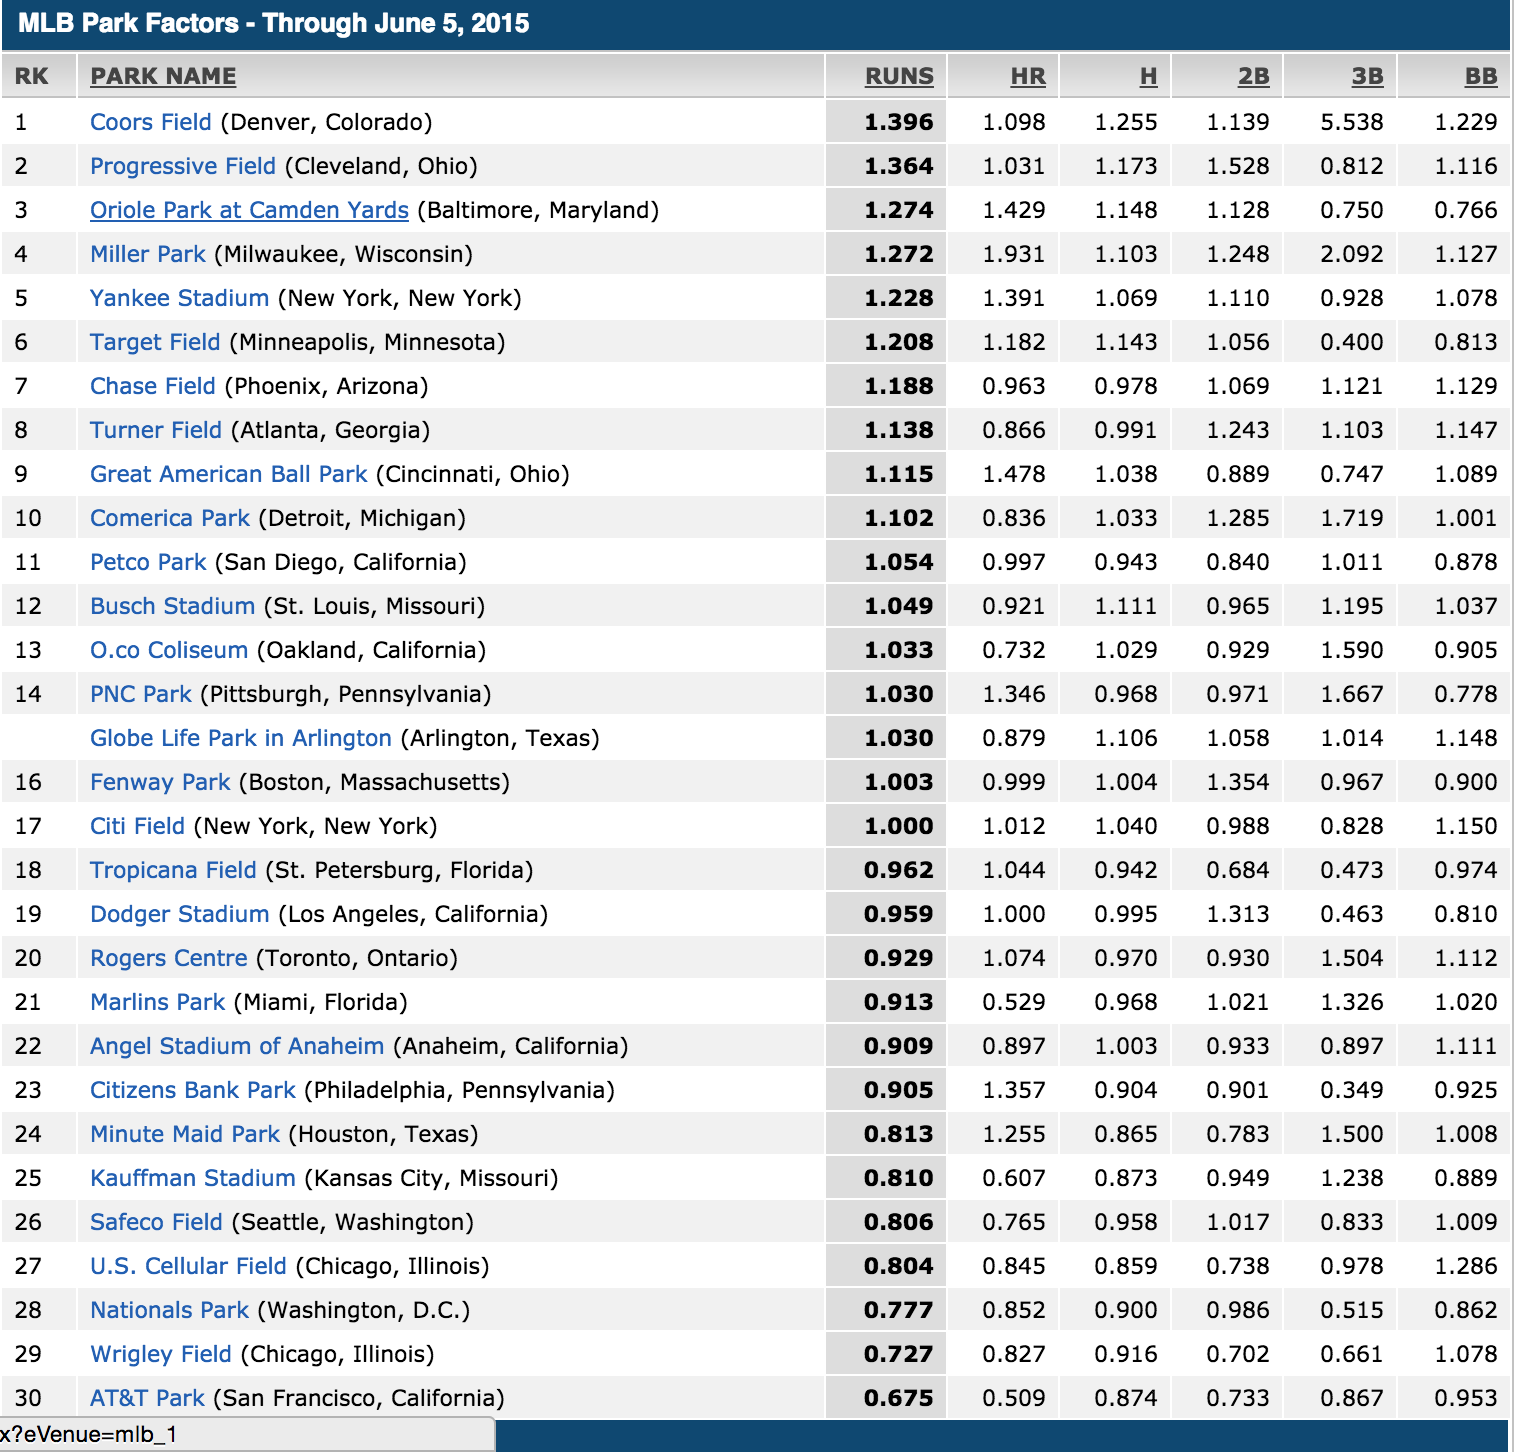 MLB Park Factors - Through June 5, 2015
RK PARK NAME RUNS HR H 2B 3B BB
1 Coors Field (Denver, Colorado) 1.396 1.098 1.255 1.139 5.538 1.229
2 Progressive Field (Cleveland, Ohio) 1.364 1.031 1.173 1.528 0.812 1.116
3 Oriole Park at Camden Yards (Baltimore, Maryland) 1.274 1.429 1.148 1.128 0.750 0.766
4 Miller Park (Milwaukee, Wisconsin) 1.272 1.931 1.103 1.248 2.092 1.127
5 Yankee Stadium (New York, New York) 1.228 1.391 1.069 1.110 0.928 1.078
6 Target Field (Minneapolis, Minnesota) 1.208 1.182 1.143 1.056 0.400 0.813
7 Chase Field (Phoenix, Arizona) 1.188 0.963 0.978 1.069 1.121 1.129
8 Turner Field (Atlanta, Georgia) 1.138 0.866 0.991 1.243 1.103 1.147
9 Great American Ball Park (Cincinnati, Ohio) 1.115 1.478 1.038 0.889 0.747 1.089
10 Comerica Park (Detroit, Michigan) 1.102 0.836 1.033 1.285 1.719 1.001
11 Petco Park (San Diego, California) 1.054 0.997 0.943 0.840 1.011 0.878
12 Busch Stadium (St. Louis, Missouri) 1.049 0.921 1.111 0.965 1.195 1.037
13 O.co Coliseum (Oakland, California) 1.033 0.732 1.029 0.929 1.590 0.905
14 PNC Park (Pittsburgh, Pennsylvania) 1.030 1.346 0.968 0.971 1.667 0.778
Globe Life Park in Arlington (Arlington, Texas) 1.030 0.879 1.106 1.058 1.014 1.148
16 Fenway Park (Boston, Massachusetts) 1.003 0.999 1.004 1.354 0.967 0.900
17 Citi Field (New York, New York) 1.000 1.012 1.040 0.988 0.828 1.150
18 Tropicana Field (St. Petersburg, Florida) 0.962 1.044 0.942 0.684 0.473 0.974
19 Dodger Stadium (Los Angeles, California) 0.959 1.000 0.995 1.313 0.463 0.810
20 Rogers Centre (Toronto, Ontario) 0.929 1.074 0.970 0.930 1.504 1.112
21 Marlins Park (Miami, Florida) 0.913 0.529 0.968 1.021 1.326 1.020
22 Angel Stadium of Anaheim (Anaheim, California) 0.909 0.897 1.003 0.933 0.897 1.111
23 Citizens Bank Park (Philadelphia, Pennsylvania) 0.905 1.357 0.904 0.901 0.349 0.925
24 Minute Maid Park (Houston, Texas) 0.813 1.255 0.865 0.783 1.500 1.008
25 Kauffman Stadium (Kansas City, Missouri) 0.810 0.607 0.873 0.949 1.238 0.889
26 Safeco Field (Seattle, Washington) 0.806 0.765 0.958 1.017 0.833 1.009
27 U.S. Cellular Field (Chicago, Illinois) 0.804 0.845 0.859 0.738 0.978 1.286
28 Nationals Park (Washington, D.C.) 0.777 0.852 0.900 0.986 0.515 0.862
29 Wrigley Field (Chicago, Illinois) 0.727 0.827 0.916 0.702 0.661 1.078
30 AT&T Park (San Francisco, California) 0.675 0.509 0.874 0.733 0.867 0.953
x?eVenue=mlb_1